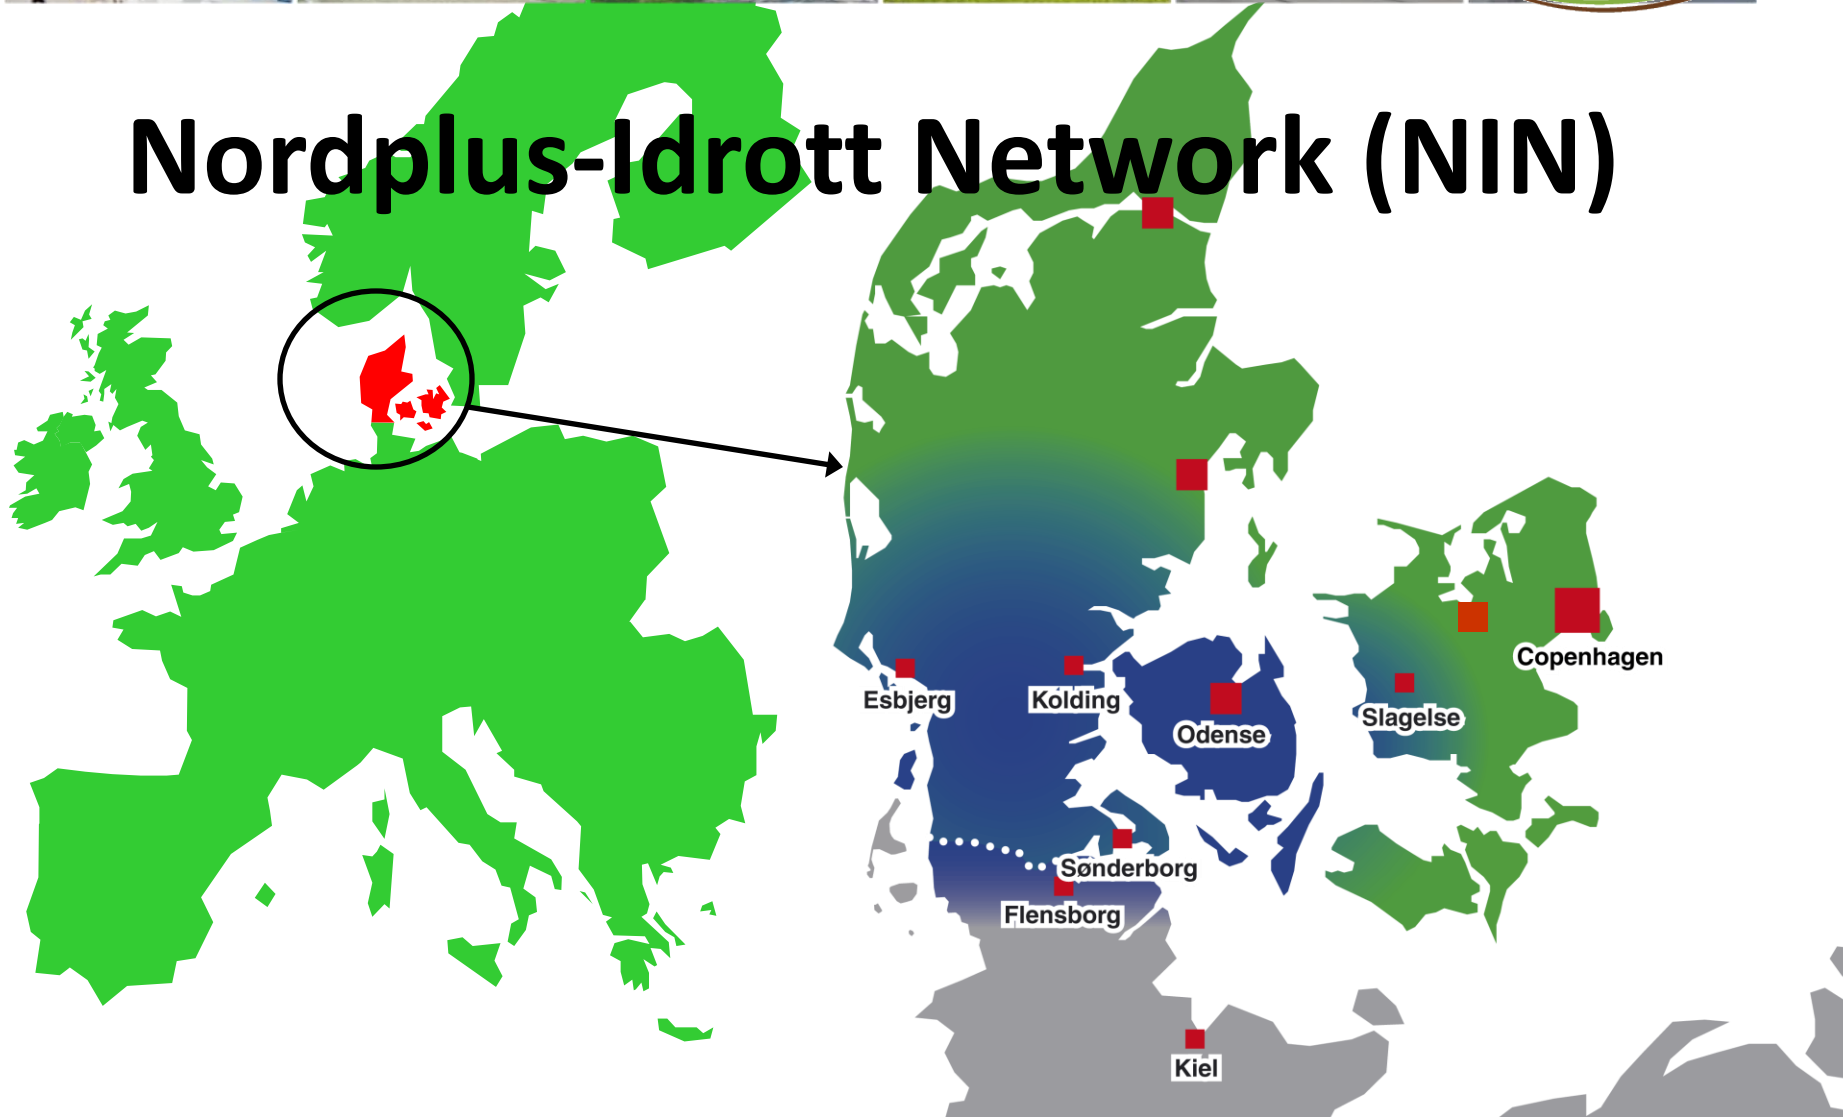 Nordplus-Idrott Network (NIN)
Copenhagen
Esbjerg
Kolding
Slagelse
Odense
Sønderborg
Flensborg
Kiel